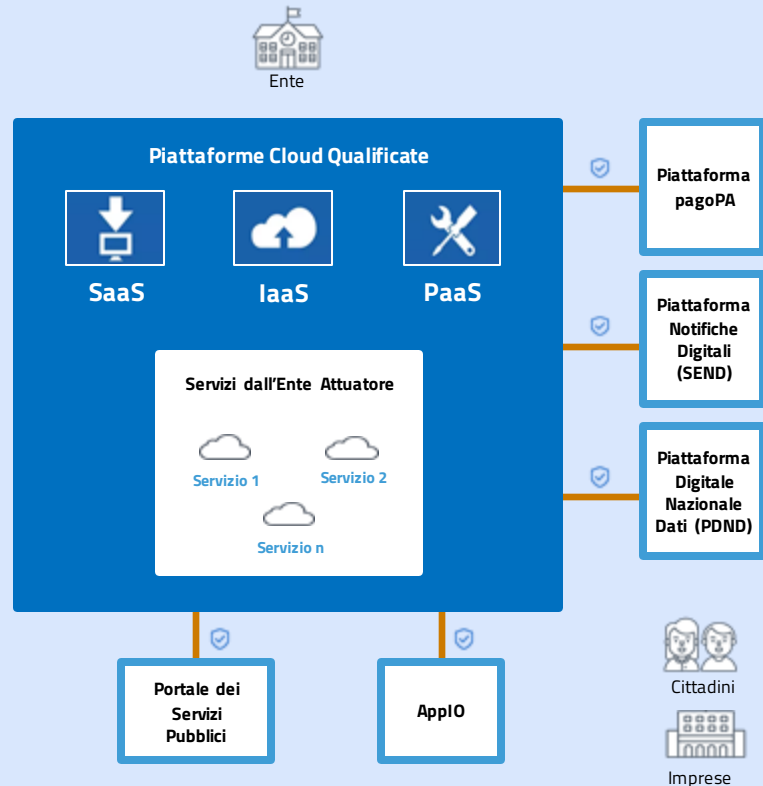 Ente
Piattaforme Cloud Qualificate
SaaS
IaaS
PaaS
Servizi dall'Ente Attuatore
Servizio 1
Servizio 2
Servizio n
Piattaforma
pagoPA
Piattaforma
Notifiche
Digitali
(SEND)
Piattaforma
Digitale
Nazionale
Dati (PDND)
Portale dei
Servizi
Pubblici
AppIO
Cittadini
Imprese